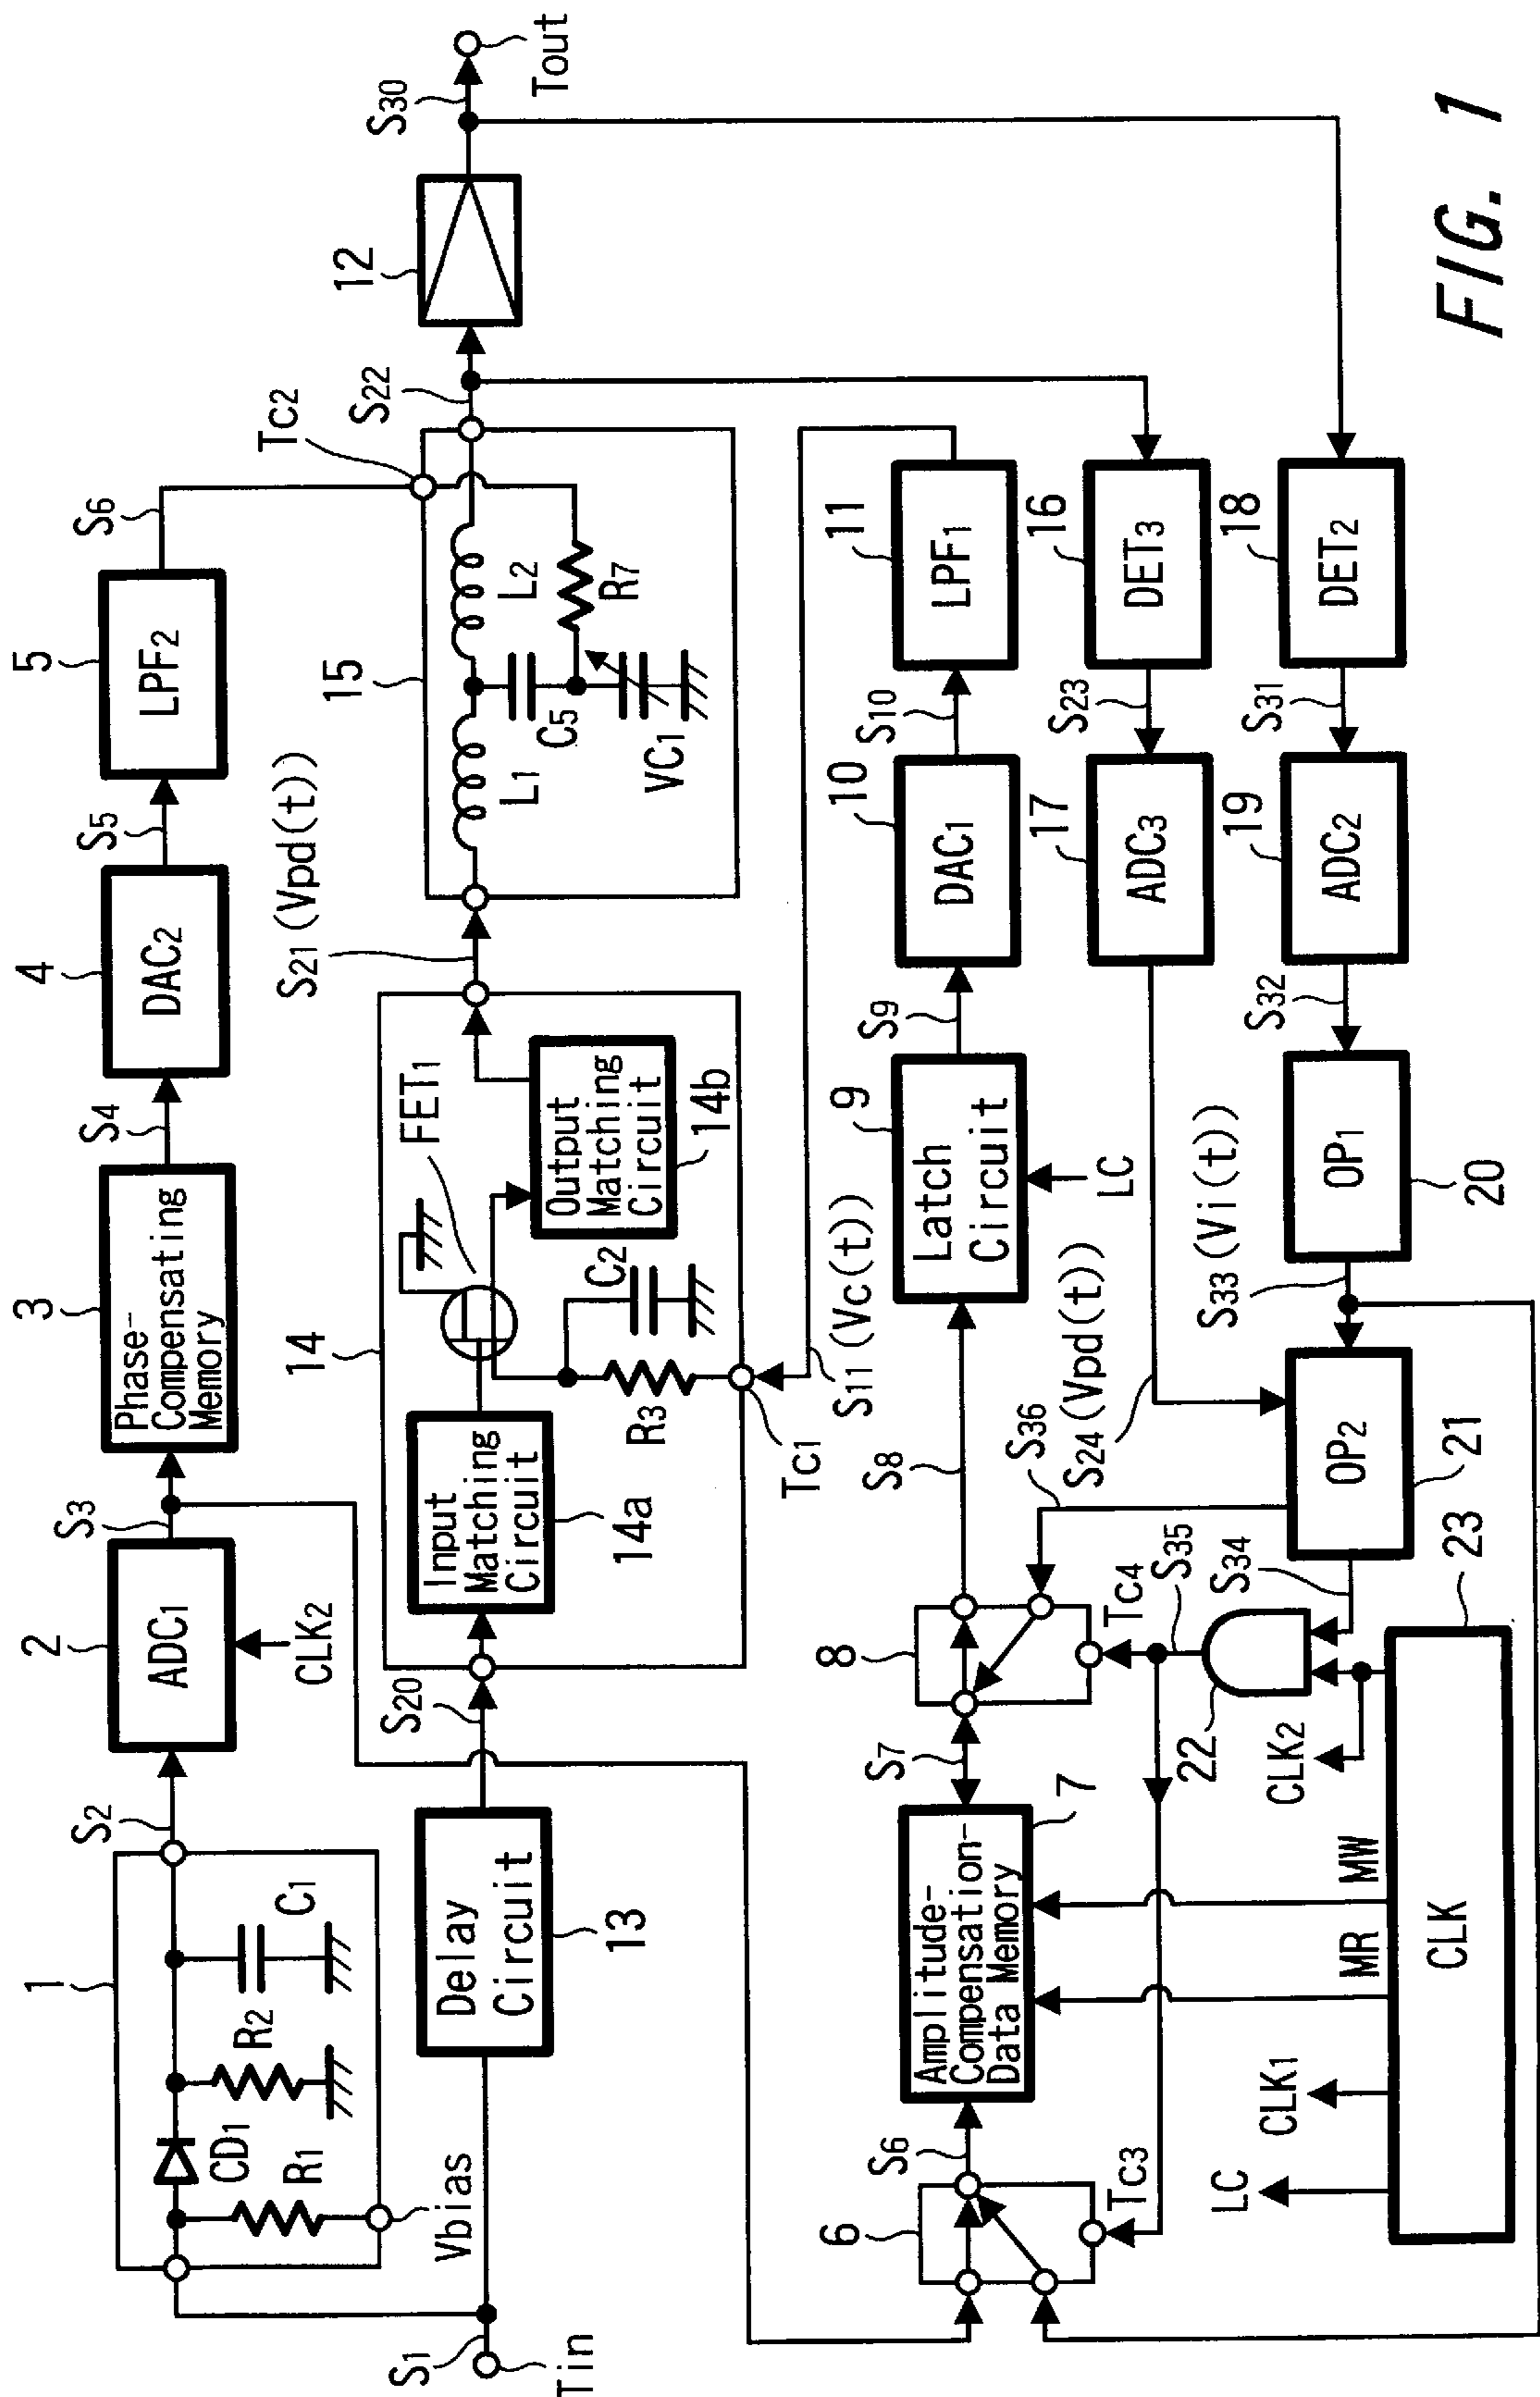 FIG. 1
Tin
S1
1
Vbias
R1
CD1
R2
C1
S2
2
ADC1
CLK2
S3
3
Phase-
Compensating
Memory
S4
4
DAC2
S5
5
LPF2
S6
TC2
13
Delay
Circuit
S20
14
Input
Matching
Circuit
14a
FET1
R3
C2
TC1
Output
Matching
Circuit
14b
S21(Vpd(t))
15
L1
L2
C5
R7
VC1
S22
12
S30
Tout
6
S6
TC3
7
Amplitude-
Compensation-
Data Memory
S7
8
TC4
S8
9
Latch
Circuit
LC
S9
10
DAC1
S10
11
LPF1
S11(Vc(t))
16
DET3
S23
17
ADC3
S24(Vpd(t))
18
DET2
S31
19
ADC2
S32
OP1
20
S33(Vi(t))
OP2
21
S36
S34
S35
22
CLK2
23
CLK
LC
CLK1
MR
MW